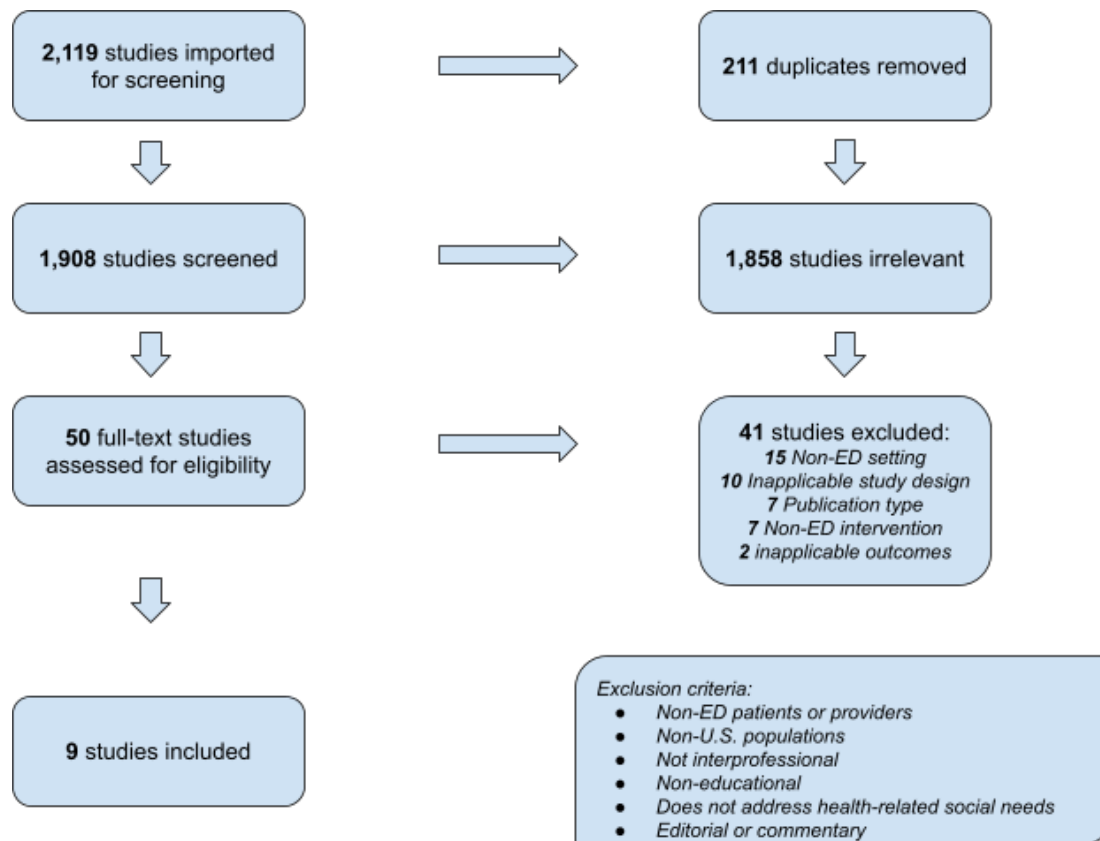 2,119 studies imported
for screening
211 duplicates removed
1,908 studies screened
1,858 studies irrelevant
50 full-text studies
assessed for eligibility
41 studies excluded:
15 Non-ED setting
10 Inapplicable study design
7 Publication type
7 Non-ED intervention
2 inapplicable outcomes
9 studies included
Exclusion criteria:
● Non-ED patients or providers
● Non-U.S. populations
● Not interprofessional
● Non-educational
● Does not address health-related social needs
● Editorial or commentary